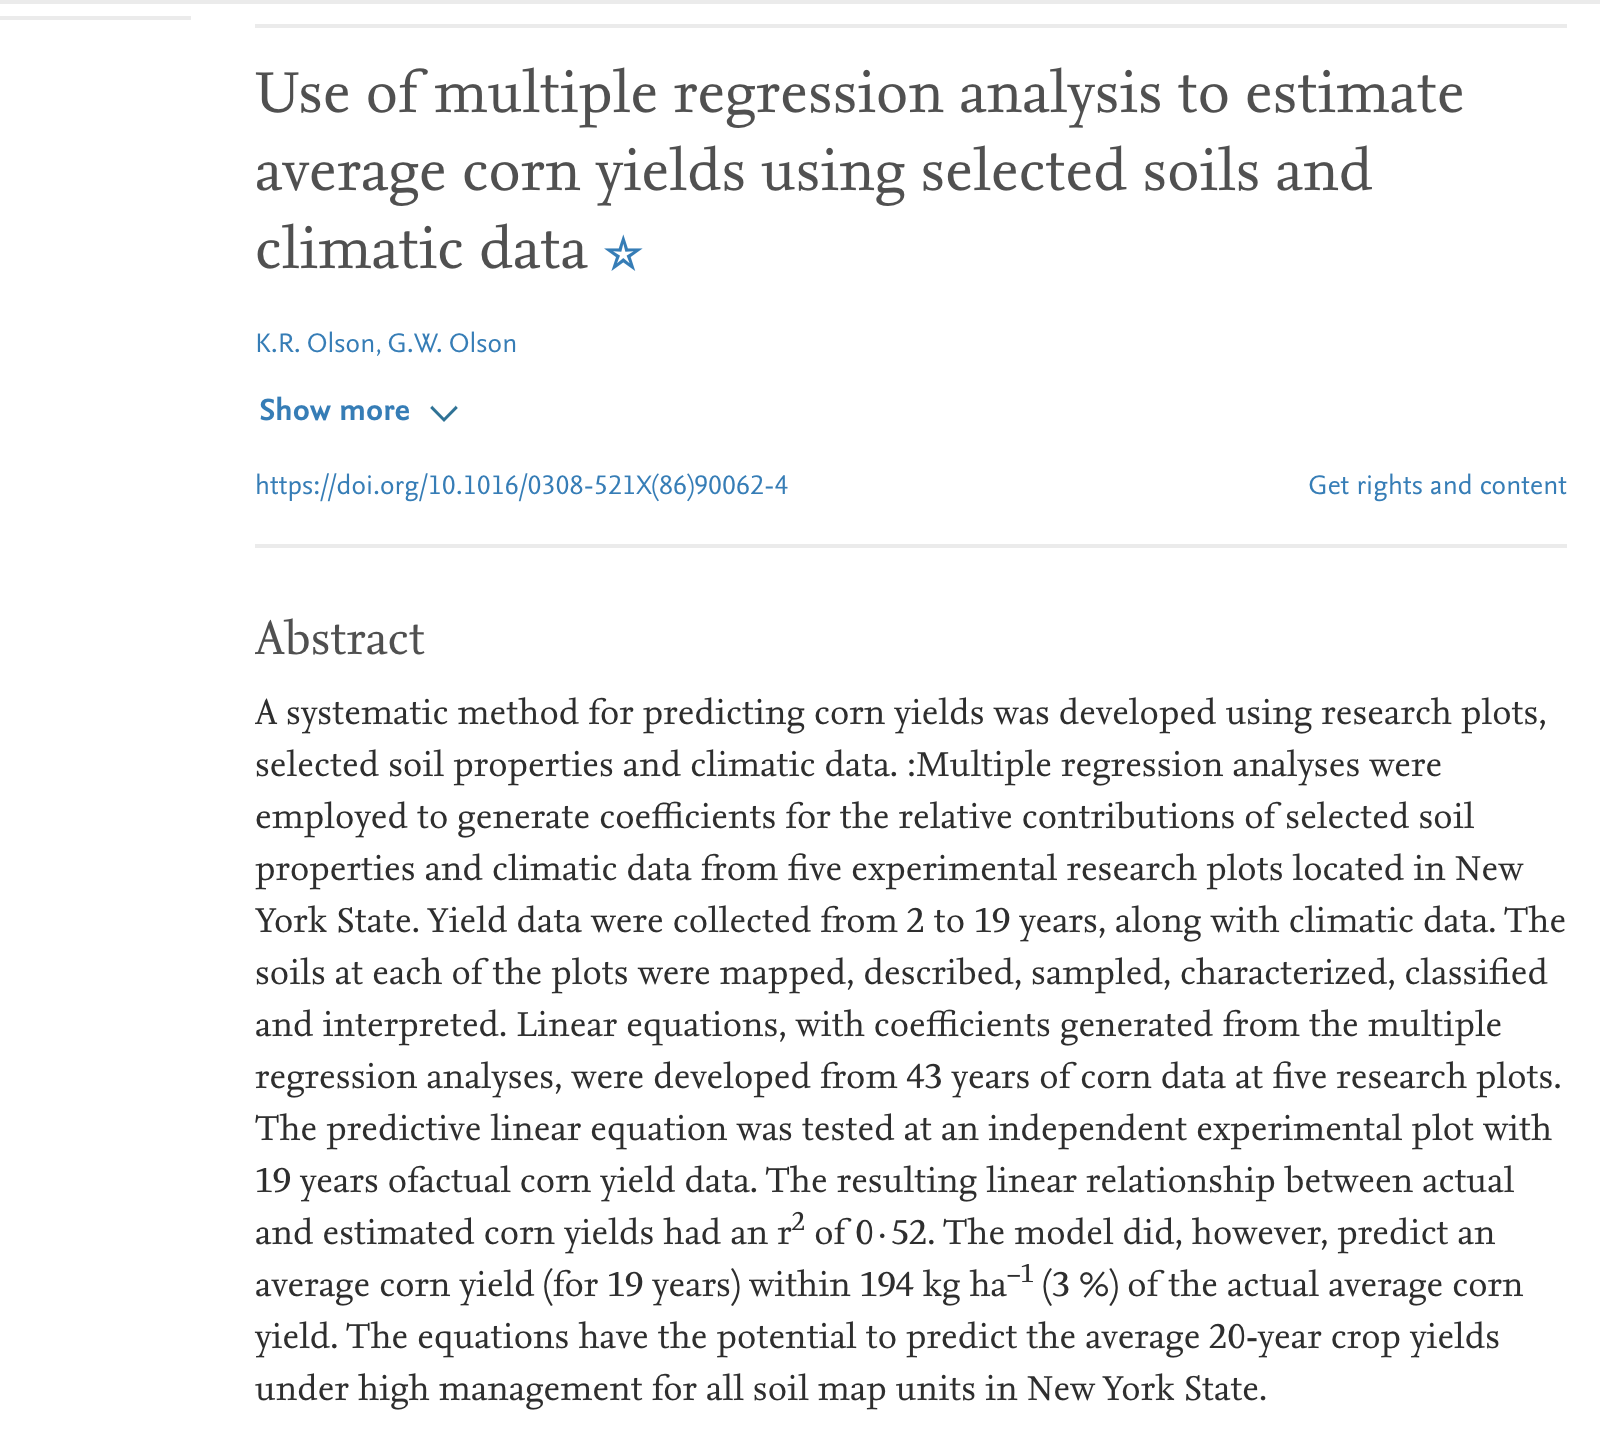 Use of multiple regression analysis to estimate
average corn yields using selected soils and
climatic data ☆
K.R. Olson, G.W. Olson
Show more
https://doi.org/10.1016/0308-521X(86)90062-4
Get rights and content
Abstract
A systematic method for predicting corn yields was developed using research plots,
selected soil properties and climatic data. :Multiple regression analyses were
employed to generate coefficients for the relative contributions of selected soil
properties and climatic data from five experimental research plots located in New
York State. Yield data were collected from 2 to 19 years, along with climatic data. The
soils at each of the plots were mapped, described, sampled, characterized, classified
and interpreted. Linear equations, with coefficients generated from the multiple
regression analyses, were developed from 43 years of corn data at five research plots.
The predictive linear equation was tested at an independent experimental plot with
19 years ofactual corn yield data. The resulting linear relationship between actual
and estimated corn yields had an r² of 0·52. The model did, however, predict an
average corn yield (for 19 years) within 194 kg ha⁻¹ (3 %) of the actual average corn
yield. The equations have the potential to predict the average 20-year crop yields
under high management for all soil map units in New York State.